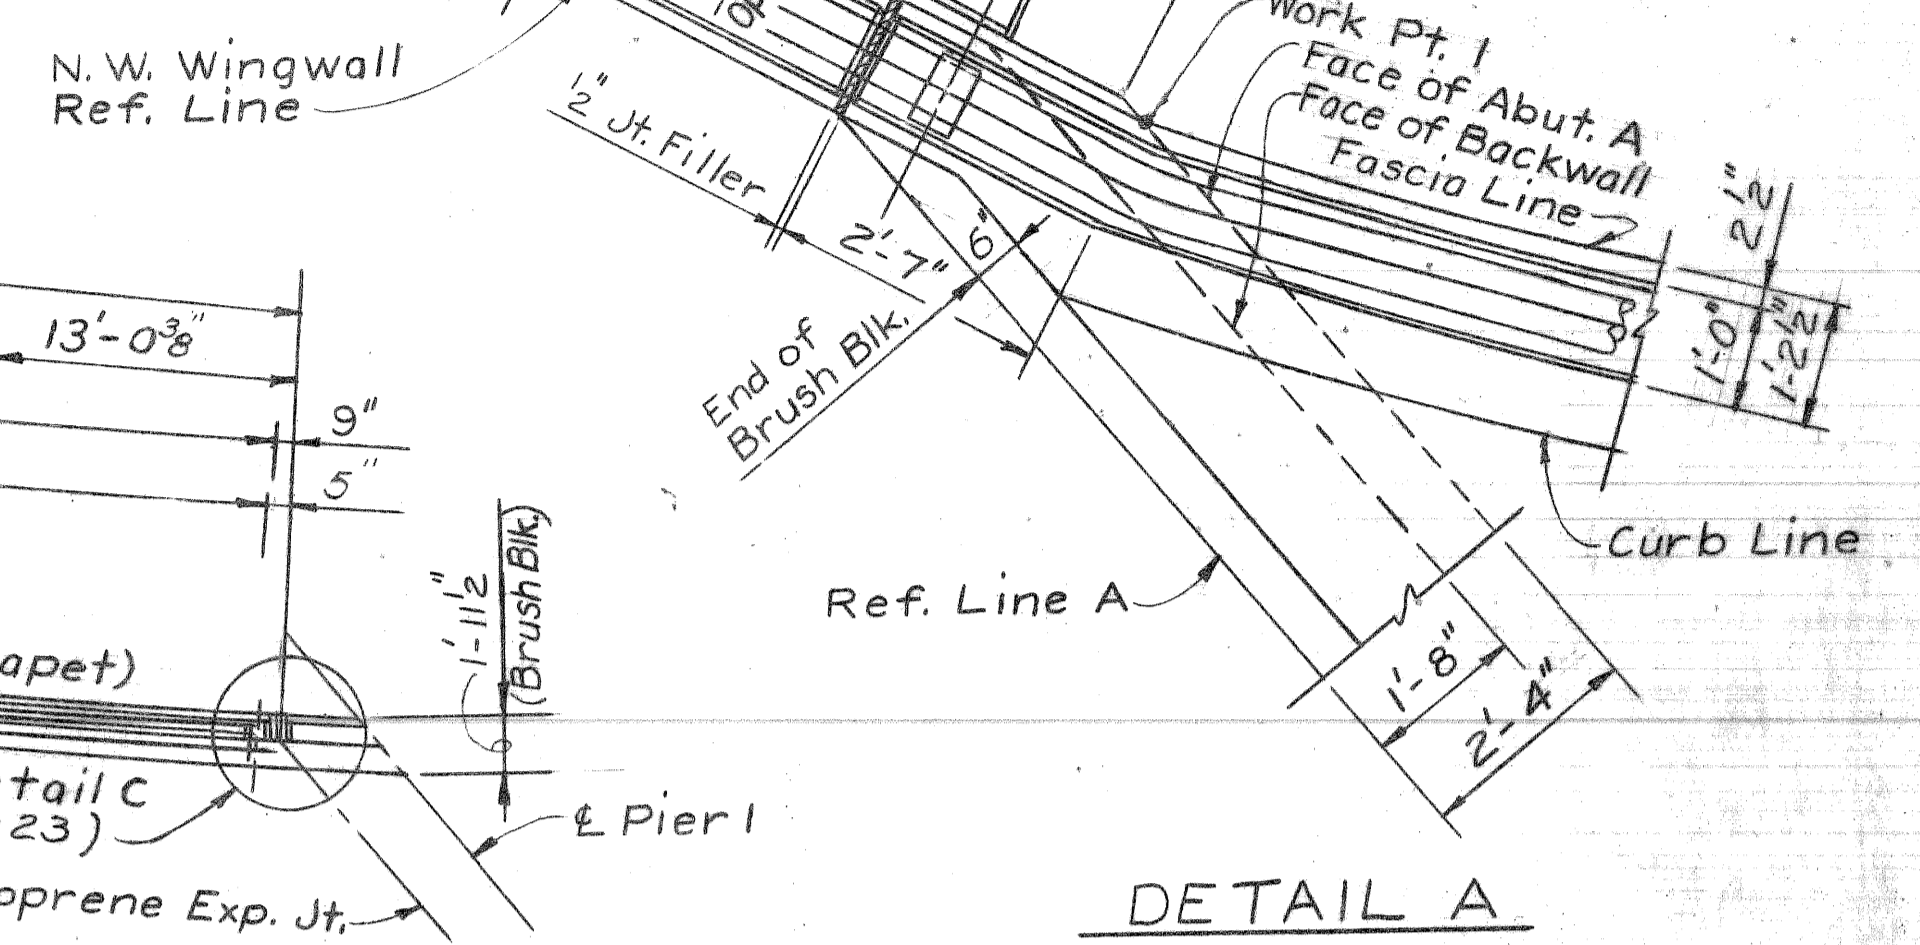 N.W. Wingwall
Ref. Line
Work Pt. 1
Face of Abut. A
Face of Backwall
Fascia Line
1/2" Jt. Filler
2'-7"
6"
End of
Brush Blk.
2 1/2"
1'-0"
1'-2 1/2"
Curb Line
Ref. Line A
1'-8"
2'-4"
DETAIL A
13'-0 3/8"
9"
5"
1'-11 1/2"
(Brush Blk.)
apet)
tail C
23)
℄ Pier 1
oprene Exp. Jt.